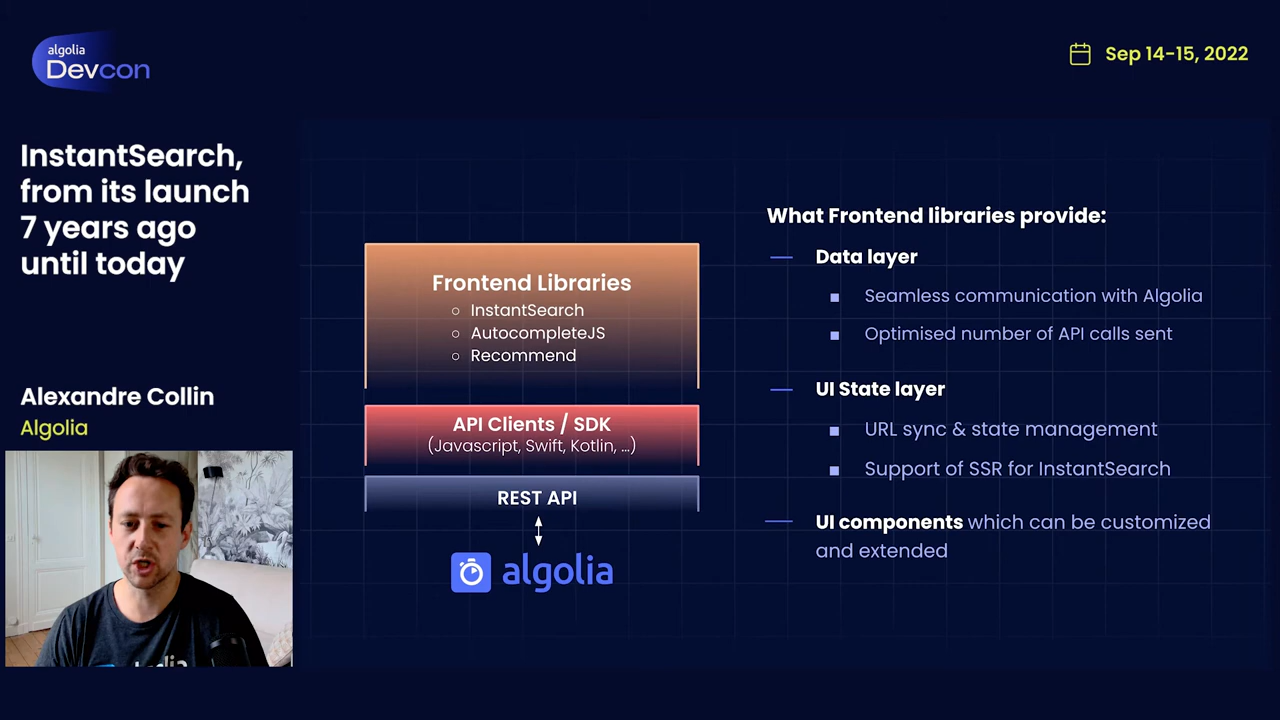 algolia
Devcon
Sep 14-15, 2022
InstantSearch,
from its launch
7 years ago
until today
Alexandre Collin
Algolia
Frontend Libraries
InstantSearch
AutocompleteJS
Recommend
API Clients / SDK
(Javascript, Swift, Kotlin, ...)
REST API
algolia
What Frontend libraries provide:
Data layer
Seamless communication with Algolia
Optimised number of API calls sent
UI State layer
URL sync & state management
Support of SSR for InstantSearch
UI components which can be customized
and extended